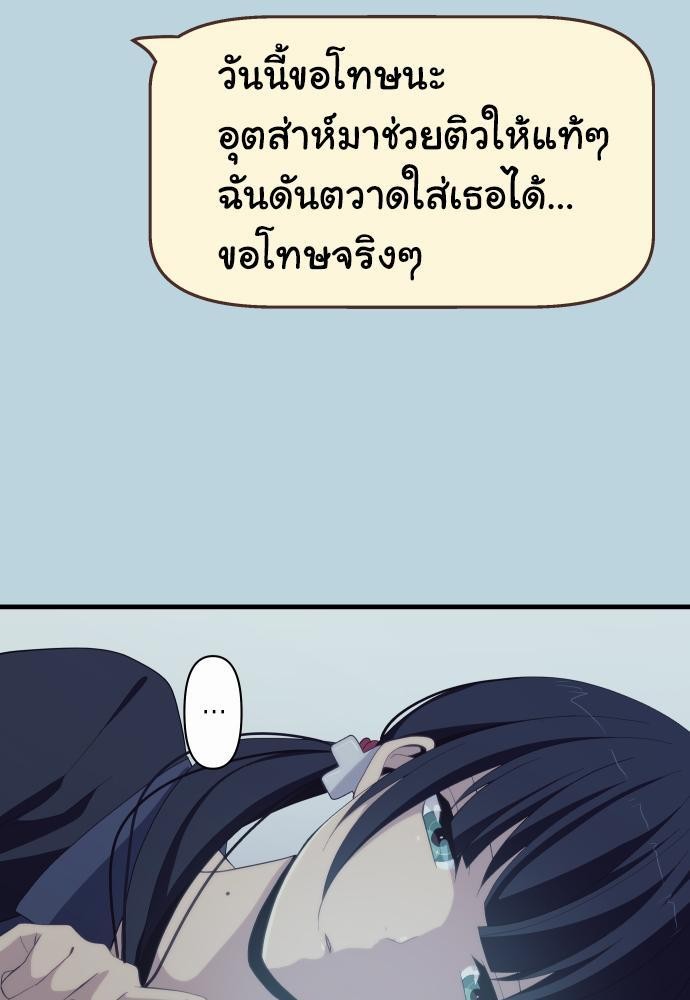 วันนี้ขอโทษนะ
อุตส่าห์มาช่วยติวให้แท้ๆ
ฉันดันตวาดใส่เธอได้...
ขอโทษจริงๆ
...